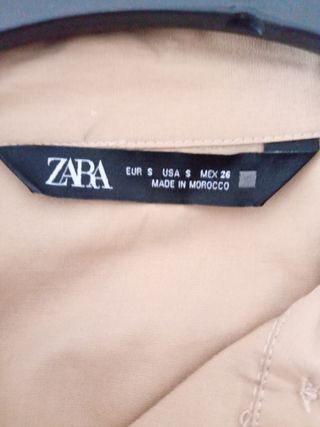 ZARA
EUR S USA S MEX 26
MADE IN MOROCCO